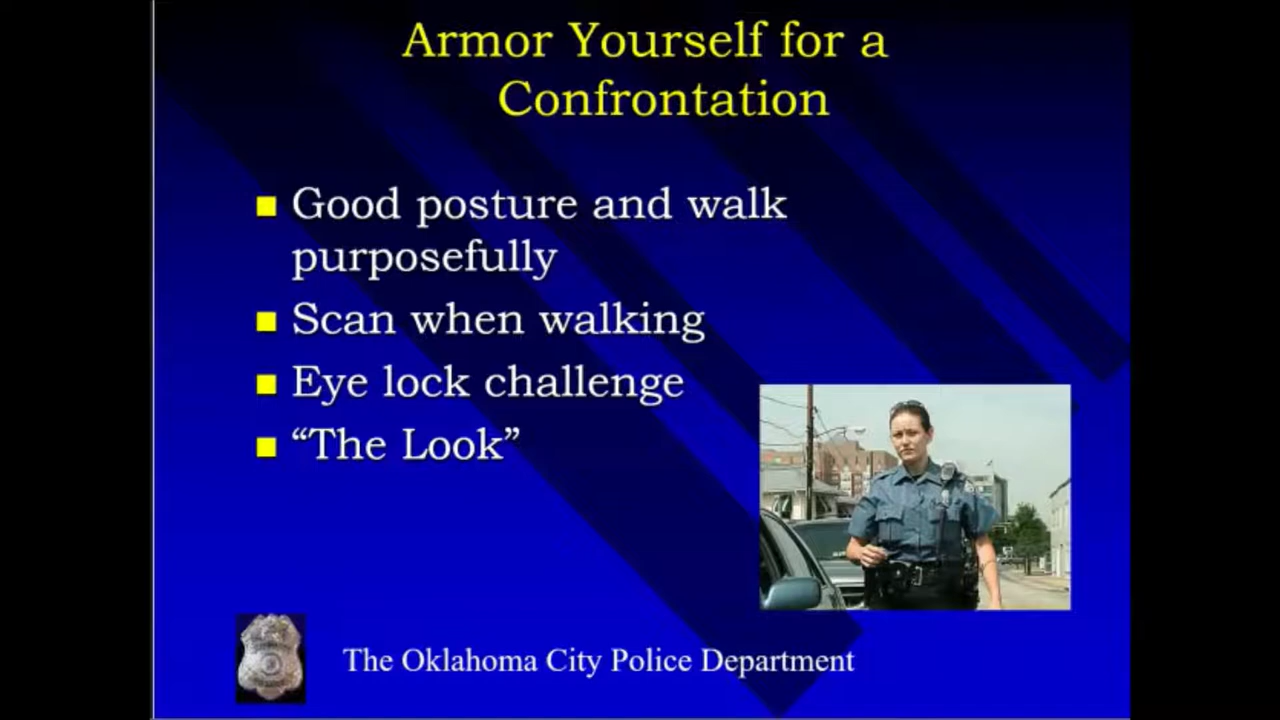 Armor Yourself for a
Confrontation
Good posture and walk
purposefully
Scan when walking
Eye lock challenge
“The Look”
The Oklahoma City Police Department